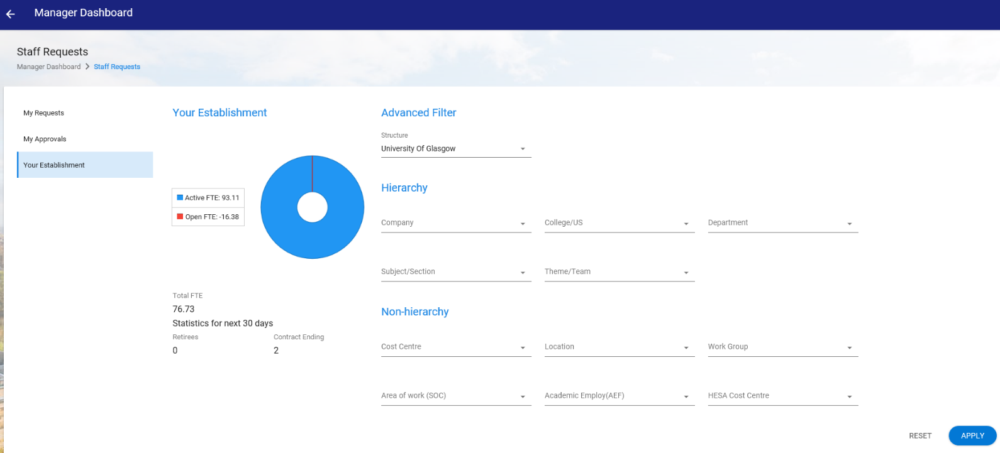 Manager Dashboard
Staff Requests
Manager Dashboard Staff Requests
My Requests
My Approvals
Your Establishment
Your Establishment
Active FTE: 93.11
Open FTE: -16.38
Total FTE
76.73
Statistics for next 30 days
Retirees Contract Ending
0 2
Advanced Filter
Structure
University Of Glasgow
Hierarchy
Company College/US Department
Subject/Section Theme/Team
Non-hierarchy
Cost Centre Location Work Group
Area of work (SOC) Academic Employ(AEF) HESA Cost Centre
RESET APPLY